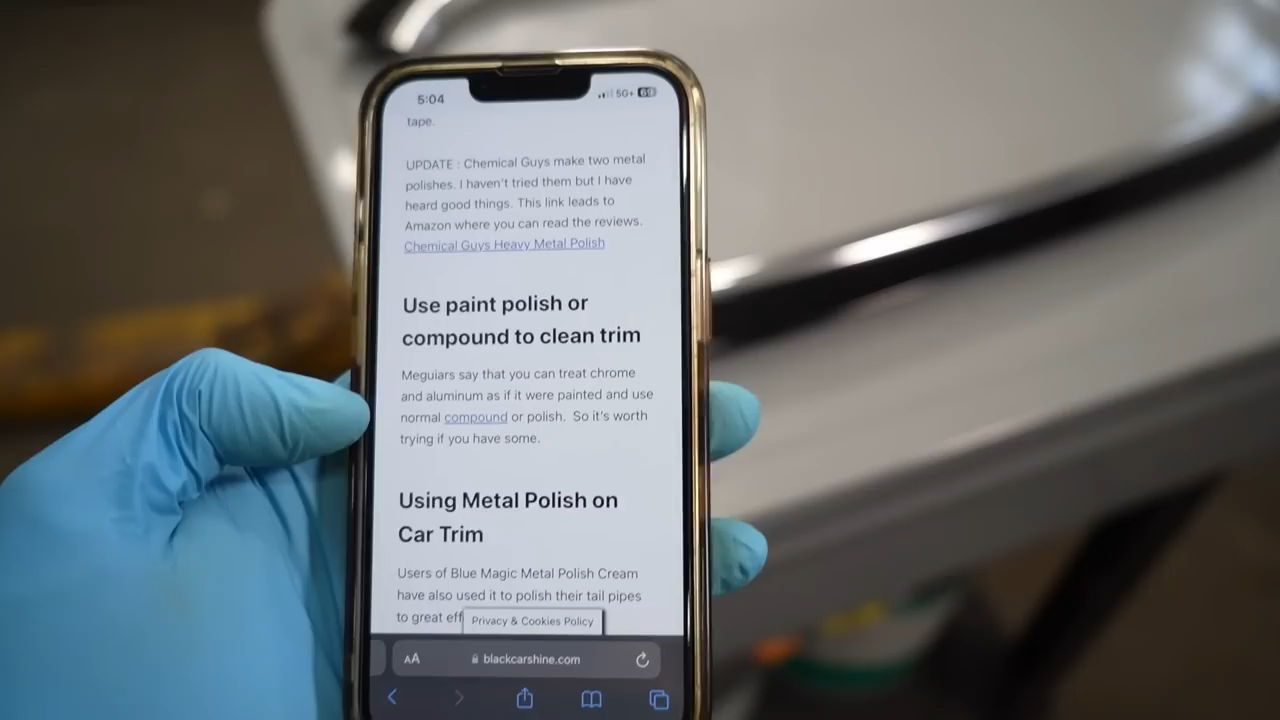 5:04
5G+ 69
tape.
UPDATE : Chemical Guys make two metal
polishes. I haven't tried them but I have
heard good things. This link leads to
Amazon where you can read the reviews.
Chemical Guys Heavy Metal Polish
Use paint polish or
compound to clean trim
Meguiars say that you can treat chrome
and aluminum as if it were painted and use
normal compound or polish. So it's worth
trying if you have some.
Using Metal Polish on
Car Trim
Users of Blue Magic Metal Polish Cream
have also used it to polish their tail pipes
to great eff
Privacy & Cookies Policy
AA blackcarshine.com